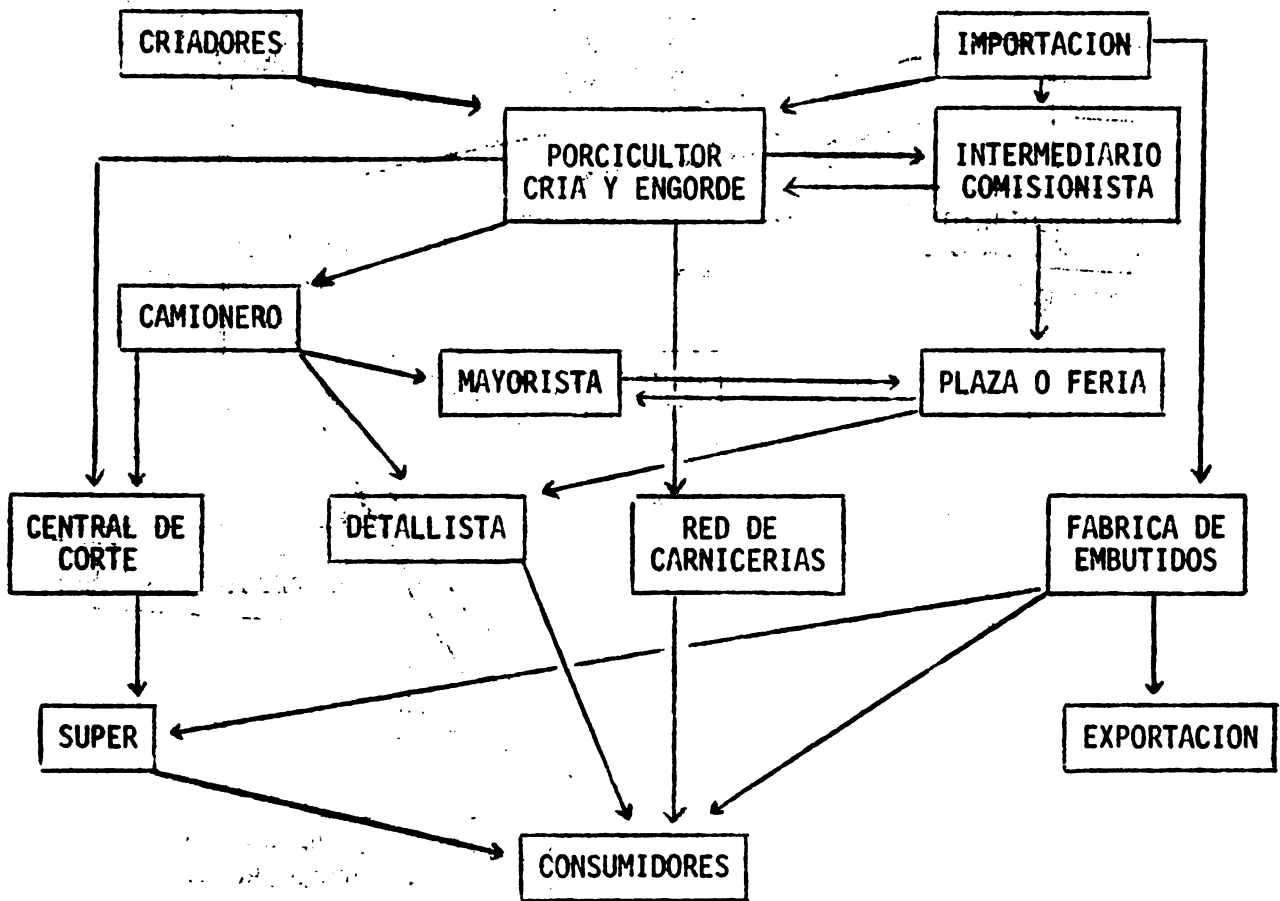 CRIADORES
IMPORTACION
PORCICULTOR
CRIA Y ENGORDE
INTERMEDIARIO
COMISIONISTA
CAMIONERO
MAYORISTA
PLAZA O FERIA
CENTRAL DE
CORTE
DETALLISTA
RED DE
CARNICERIAS
FABRICA DE
EMBUTIDOS
SUPER
EXPORTACION
CONSUMIDORES